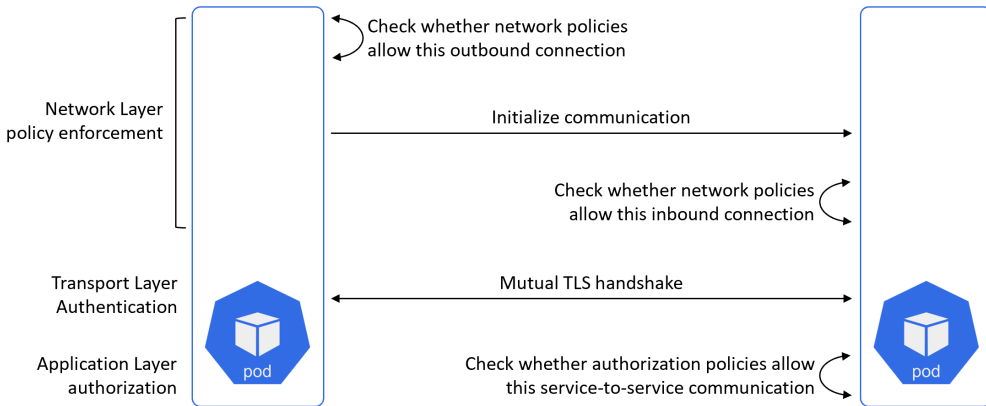 Check whether network policies
allow this outbound connection
Network Layer
policy enforcement
Initialize communication
Check whether network policies
allow this inbound connection
Transport Layer
Authentication
Mutual TLS handshake
Application Layer
authorization
Check whether authorization policies allow
this service-to-service communication
pod
pod